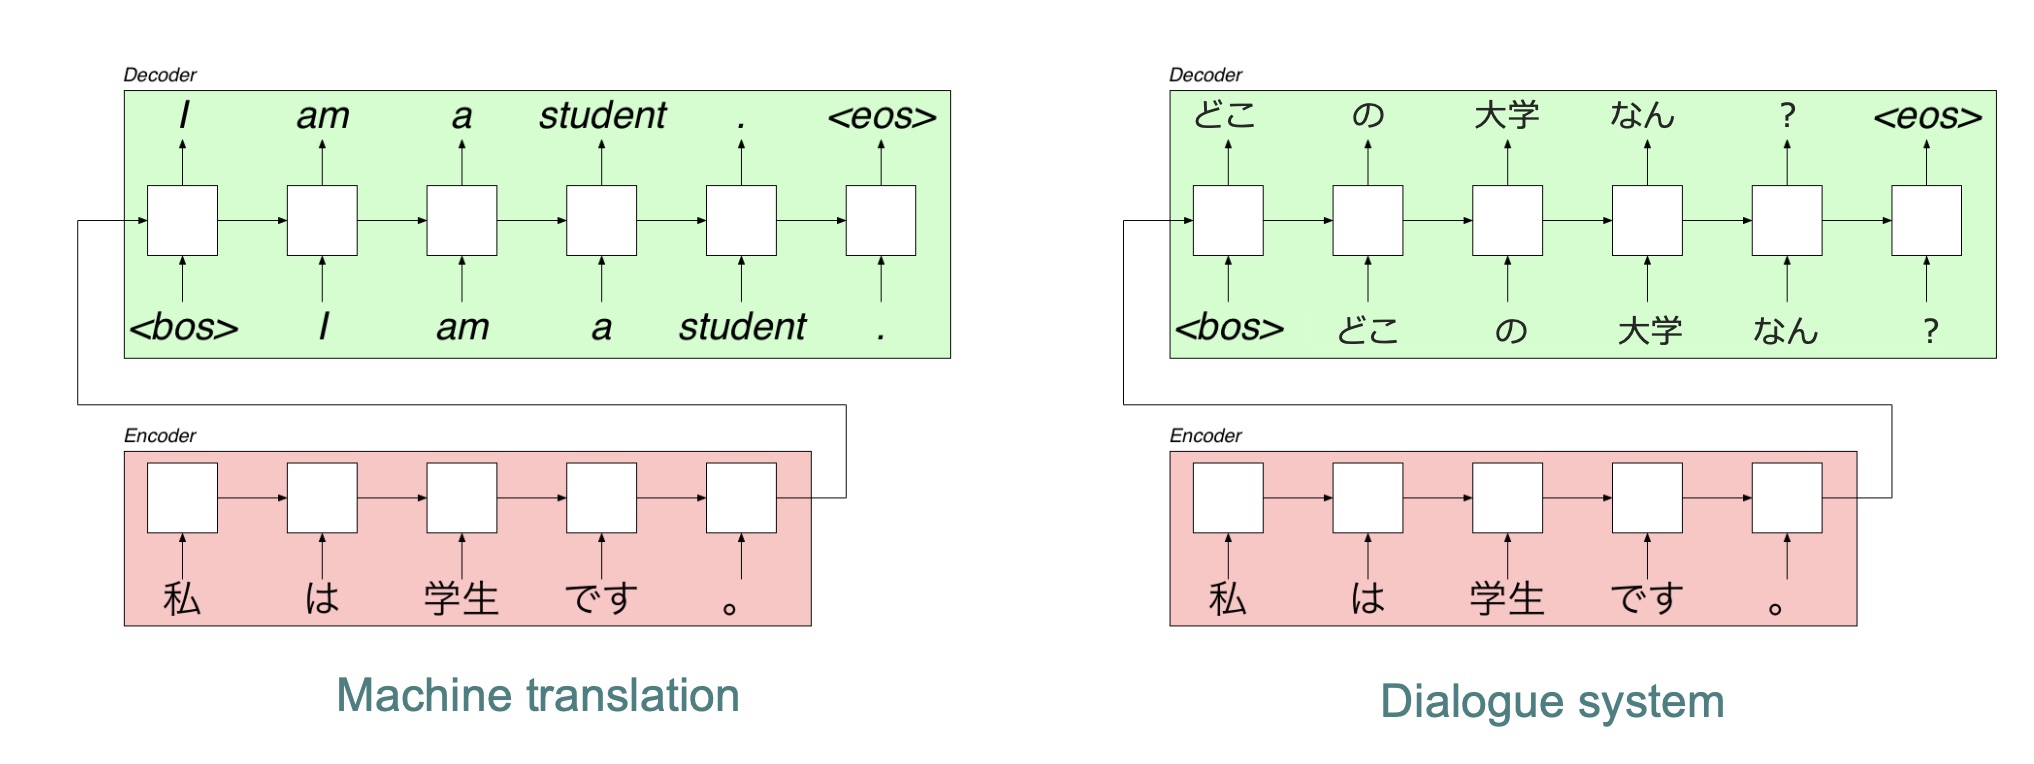 Decoder
I am a student . <eos>
<bos> I am a student .
Encoder
私 は 学生 です 。
Machine translation
Decoder
どこ の 大学 なん ? <eos>
<bos> どこ の 大学 なん ?
Encoder
私 は 学生 です 。
Dialogue system